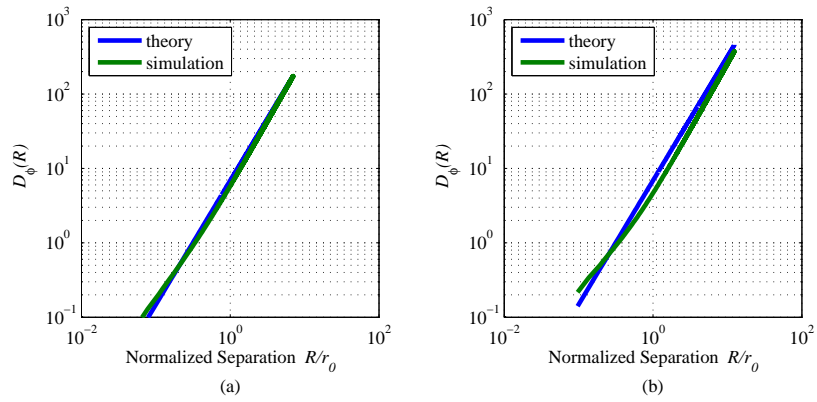 10^3
10^2
10^1
10^0
10^-1
D_ϕ(R)
theory
simulation
10^-2 10^0 10^2
Normalized Separation R/r_0
(a)
10^3
10^2
10^1
10^0
10^-1
D_ϕ(R)
theory
simulation
10^-2 10^0 10^2
Normalized Separation R/r_0
(b)